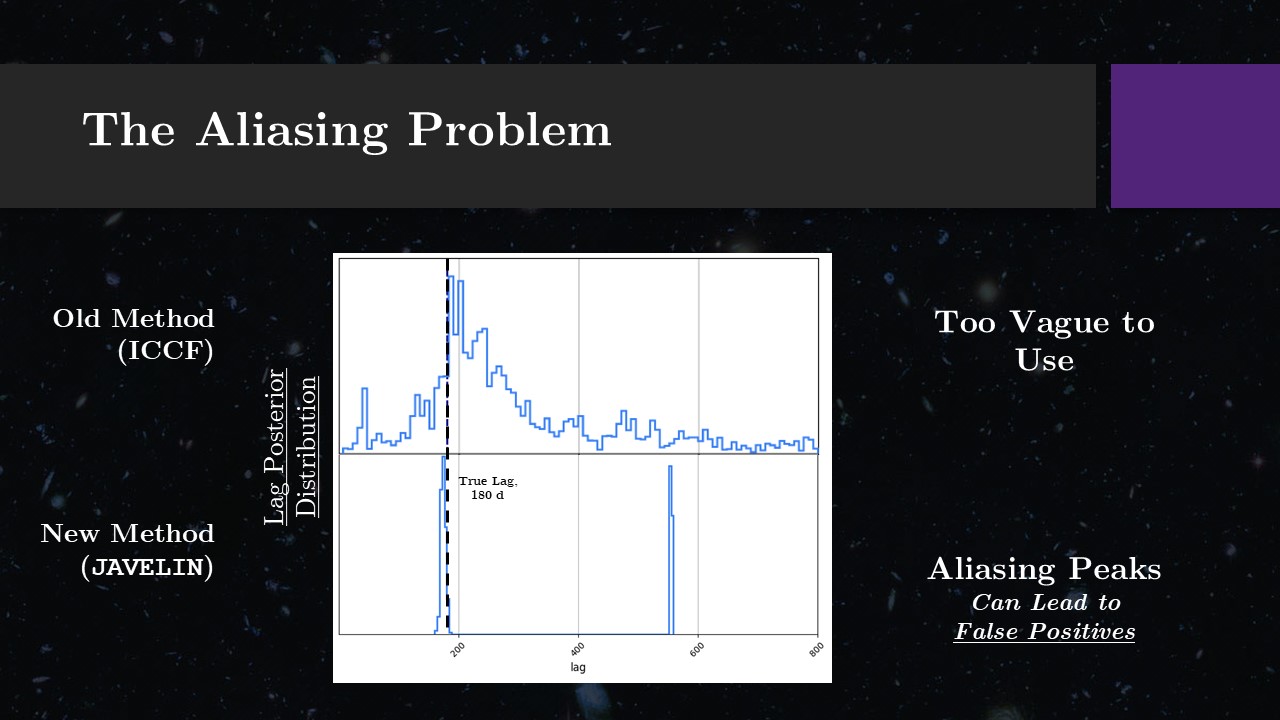 The Aliasing Problem
Old Method
(ICCF)
Too Vague to
Use
Lag Posterior
Distribution
True Lag,
180 d
New Method
(JAVELIN)
Aliasing Peaks
Can Lead to
False Positives
200
400
600
800
lag